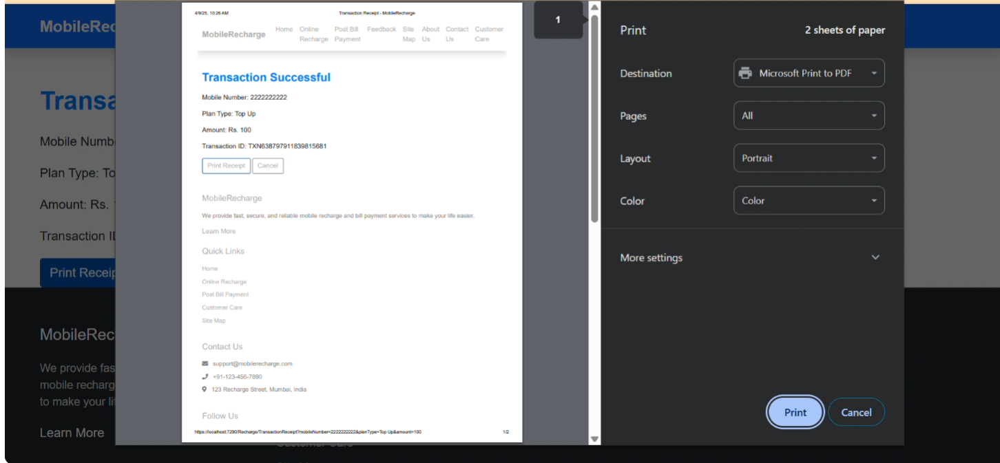 MobileRec
Transa
Mobile Numb
Plan Type: To
Amount: Rs.
Transaction I
Print Receip
MobileRec
We provide fas
mobile recharg
to make your li
Learn More
4/9/25, 10:26 AM
Transaction Receipt - MobileRecharge
MobileRecharge
Home Online Post Bill Feedback Site About Contact Customer
Recharge Payment Map Us Us Care
Transaction Successful
Mobile Number: 2222222222
Plan Type: Top Up
Amount: Rs. 100
Transaction ID: TXN638797911839815681
Print Receipt Cancel
MobileRecharge
We provide fast, secure, and reliable mobile recharge and bill payment services to make your life easier.
Learn More
Quick Links
Home
Online Recharge
Post Bill Payment
Customer Care
Site Map
Contact Us
support@mobilerecharge.com
+91-123-456-7890
123 Recharge Street, Mumbai, India
Follow Us
https://localhost:7290/Recharge/TransactionReceipt?mobileNumber=2222222222&planType=Top Up&amount=100
1/2
1
Print 2 sheets of paper
Destination Microsoft Print to PDF
Pages All
Layout Portrait
Color Color
More settings
Print Cancel